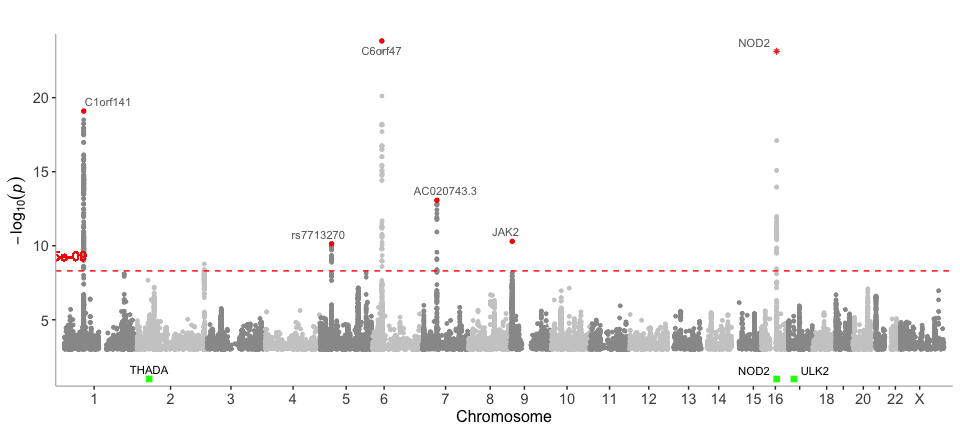 C6orf47
NOD2
C1orf141
AC020743.3
rs7713270
JAK2
−log10(p)
20
15
10
5
THADA
NOD2
ULK2
1 2 3 4 5 6 7 8 9 10 11 12 13 14 15 16 18 20 22 X
Chromosome